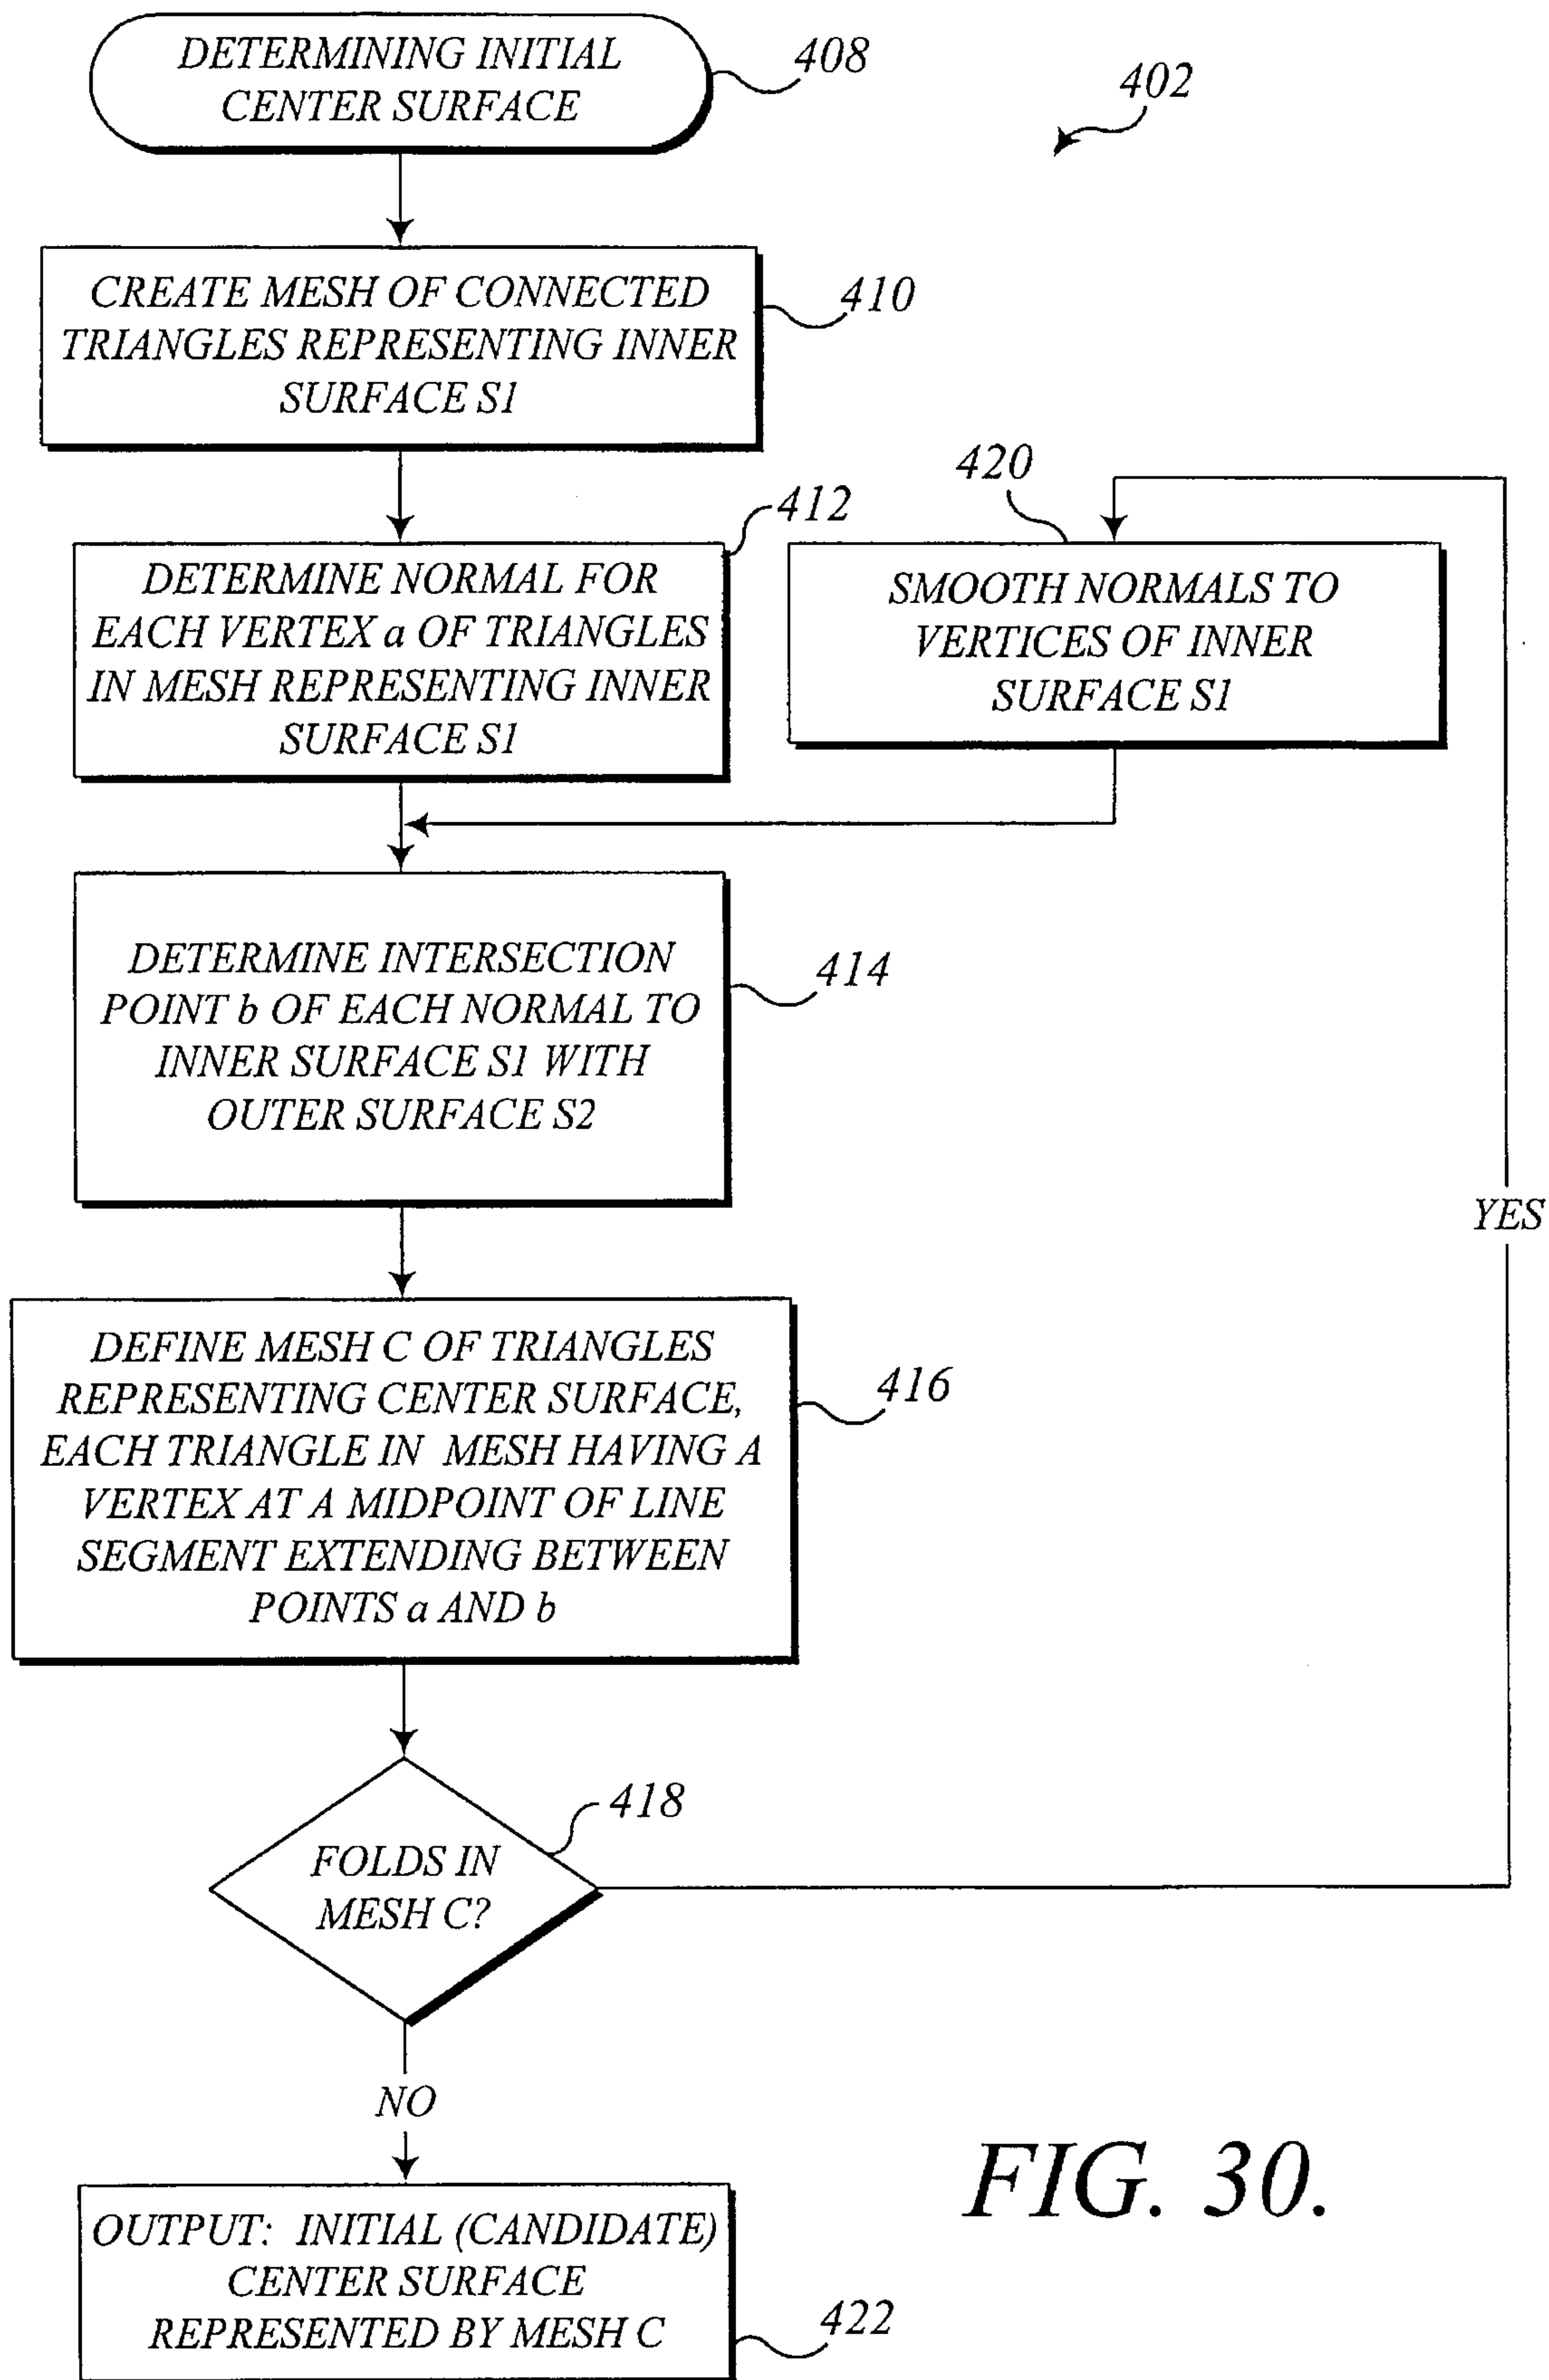 DETERMINING INITIAL
CENTER SURFACE
408
402
CREATE MESH OF CONNECTED
TRIANGLES REPRESENTING INNER
SURFACE S1
410
412
DETERMINE NORMAL FOR
EACH VERTEX a OF TRIANGLES
IN MESH REPRESENTING INNER
SURFACE S1
420
SMOOTH NORMALS TO
VERTICES OF INNER
SURFACE S1
DETERMINE INTERSECTION
POINT b OF EACH NORMAL TO
INNER SURFACE S1 WITH
OUTER SURFACE S2
414
YES
DEFINE MESH C OF TRIANGLES
REPRESENTING CENTER SURFACE,
EACH TRIANGLE IN MESH HAVING A
VERTEX AT A MIDPOINT OF LINE
SEGMENT EXTENDING BETWEEN
POINTS a AND b
416
418
FOLDS IN
MESH C?
NO
OUTPUT: INITIAL (CANDIDATE)
CENTER SURFACE
REPRESENTED BY MESH C
422
FIG. 30.